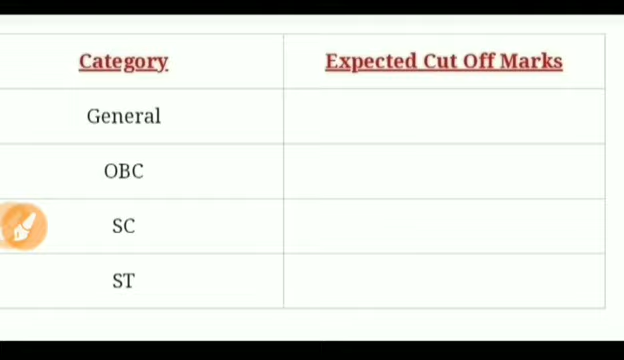 Category Expected Cut Off Marks
General
OBC
SC
ST